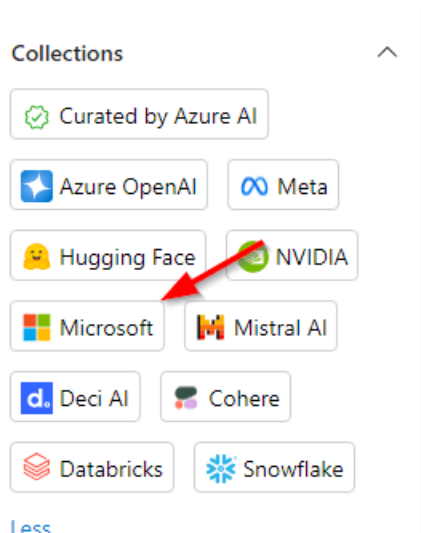 Collections
Curated by Azure AI
Azure OpenAI Meta
Hugging Face NVIDIA
Microsoft Mistral AI
d. Deci AI Cohere
Databricks Snowflake
Less